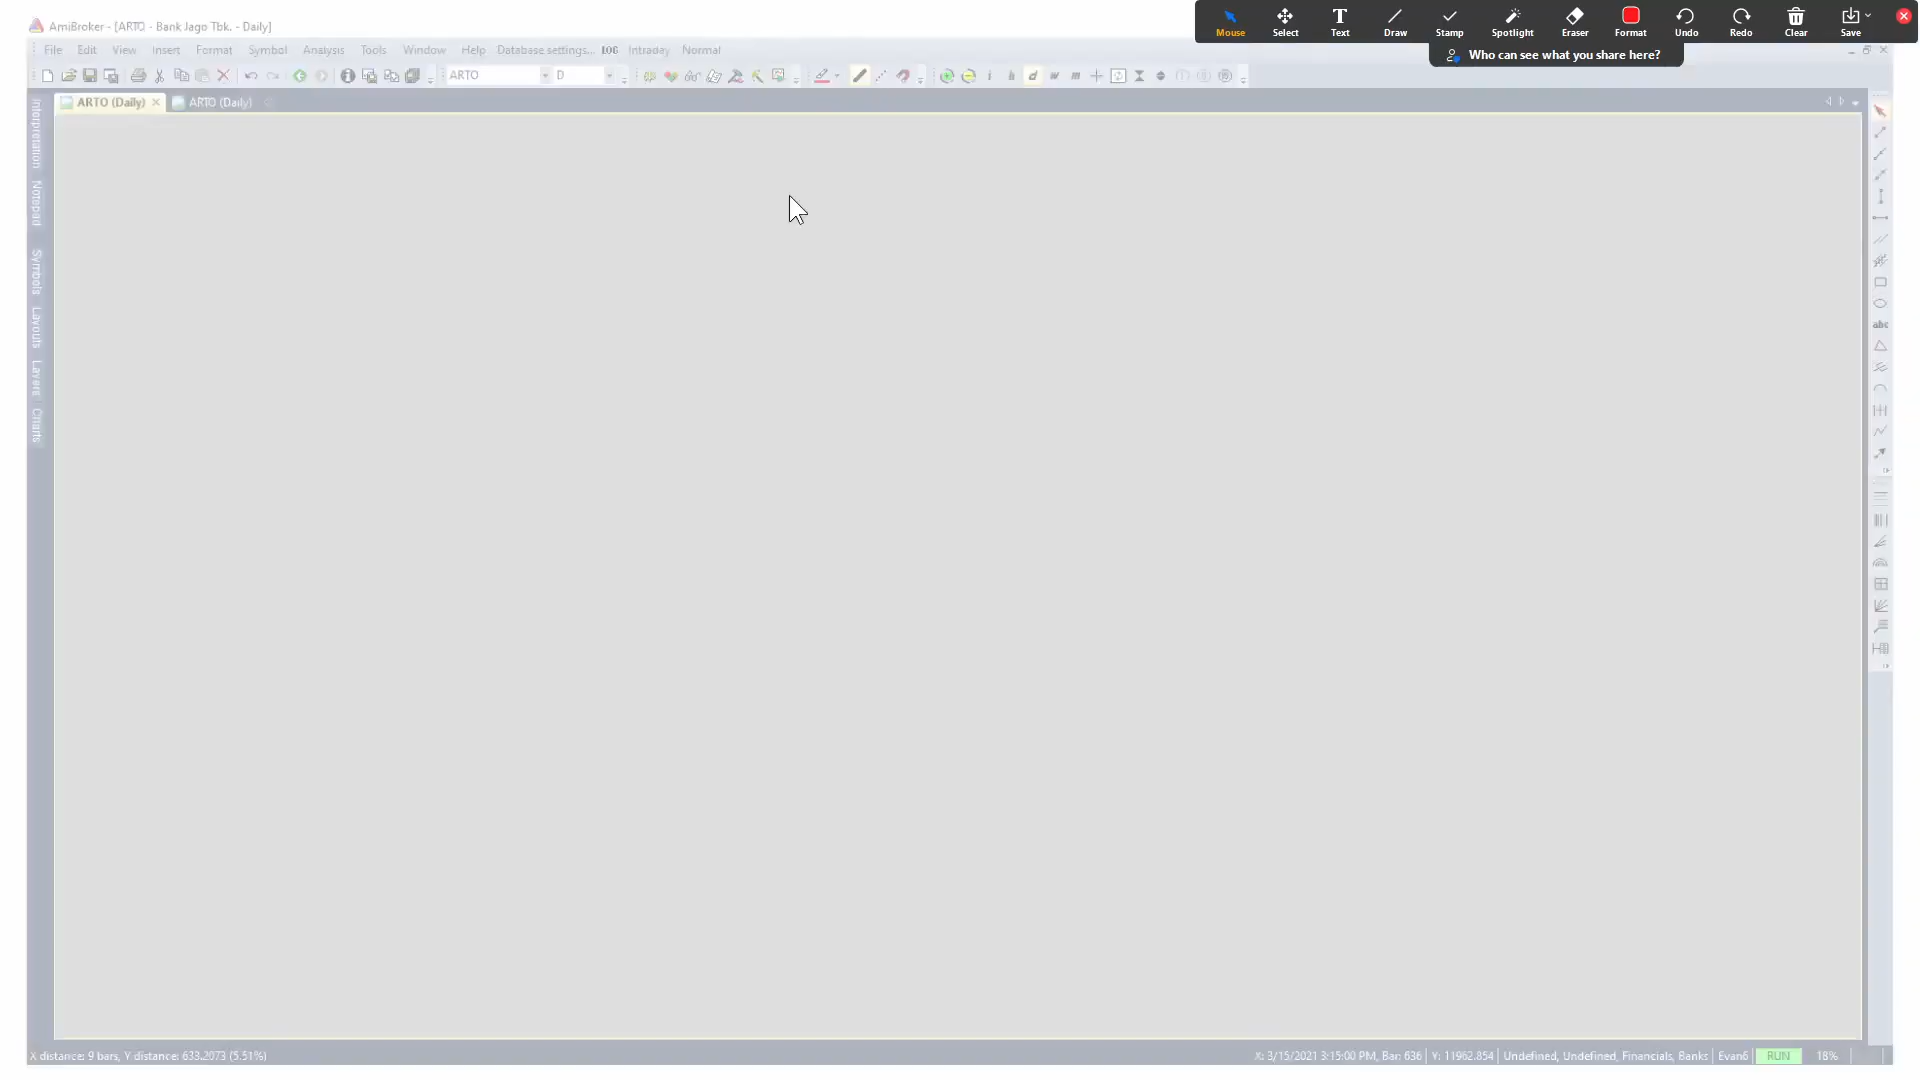 AmiBroker - [ARTO - Bank Jago Tbk. - Daily]
Mouse Select Text Draw Stamp Spotlight Eraser Format Undo Redo Clear Save
Who can see what you share here?
File Edit View Insert Format Symbol Analysis Tools Window Help Database settings... Intraday Normal
ARTO D
i h d w m
ARTO (Daily) ARTO (Daily)
Interpretation
Notepad
Symbols
Layouts
Layers
Charts
abc
X distance: 9 bars, Y distance: 633.2073 (5.51%)
X: 3/15/2021 3:15:00 PM, Bar: 636 Y: 11962.854 Undefined, Undefined, Financials, Banks Evan6 RUN 18%